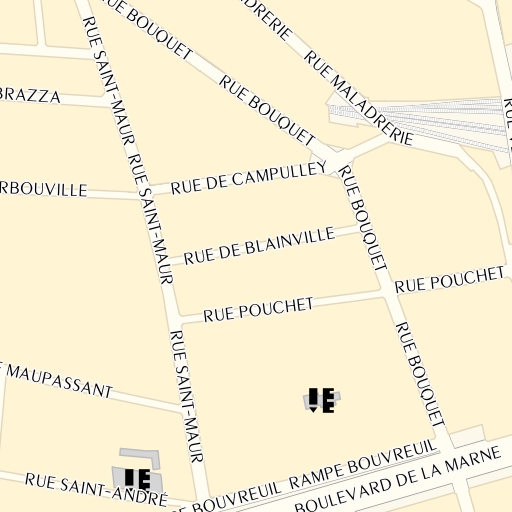 RUE BOUQUET
MALADRERIE
RUE SAINT-MAUR
RUE MALADRERIE
BRAZZA
RUE BOUQUET
RUE SAINT-MAUR
RUE DE CAMPULLEY
RUE BOUQUET
RUE DE BLAINVILLE
RUE POUCHET
RUE POUCHET
RUE SAINT-MAUR
RUE BOUQUET
MAUPASSANT
RUE SAINT-ANDRÉ
BOUVREUIL
RAMPE BOUVREUIL
BOULEVARD DE LA MARNE